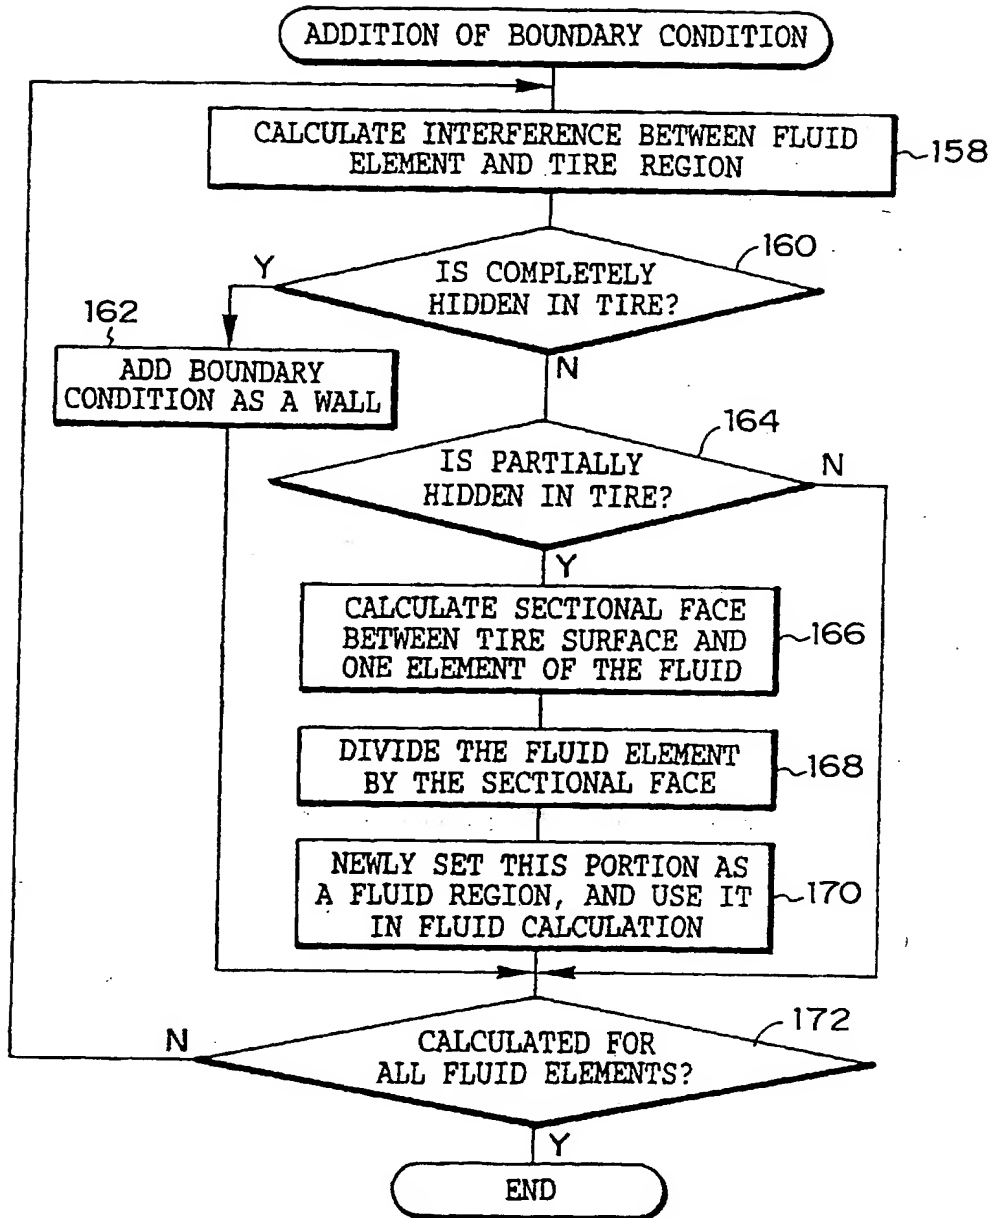 ADDITION OF BOUNDARY CONDITION
CALCULATE INTERFERENCE BETWEEN FLUID
ELEMENT AND TIRE REGION
158
160
Y
IS COMPLETELY
HIDDEN IN TIRE?
162
N
ADD BOUNDARY
CONDITION AS A WALL
164
IS PARTIALLY
HIDDEN IN TIRE?
N
Y
CALCULATE SECTIONAL FACE
BETWEEN TIRE SURFACE AND
ONE ELEMENT OF THE FLUID
166
DIVIDE THE FLUID ELEMENT
BY THE SECTIONAL FACE
168
NEWLY SET THIS PORTION AS
A FLUID REGION, AND USE IT
IN FLUID CALCULATION
170
172
N
CALCULATED FOR
ALL FLUID ELEMENTS?
Y
END